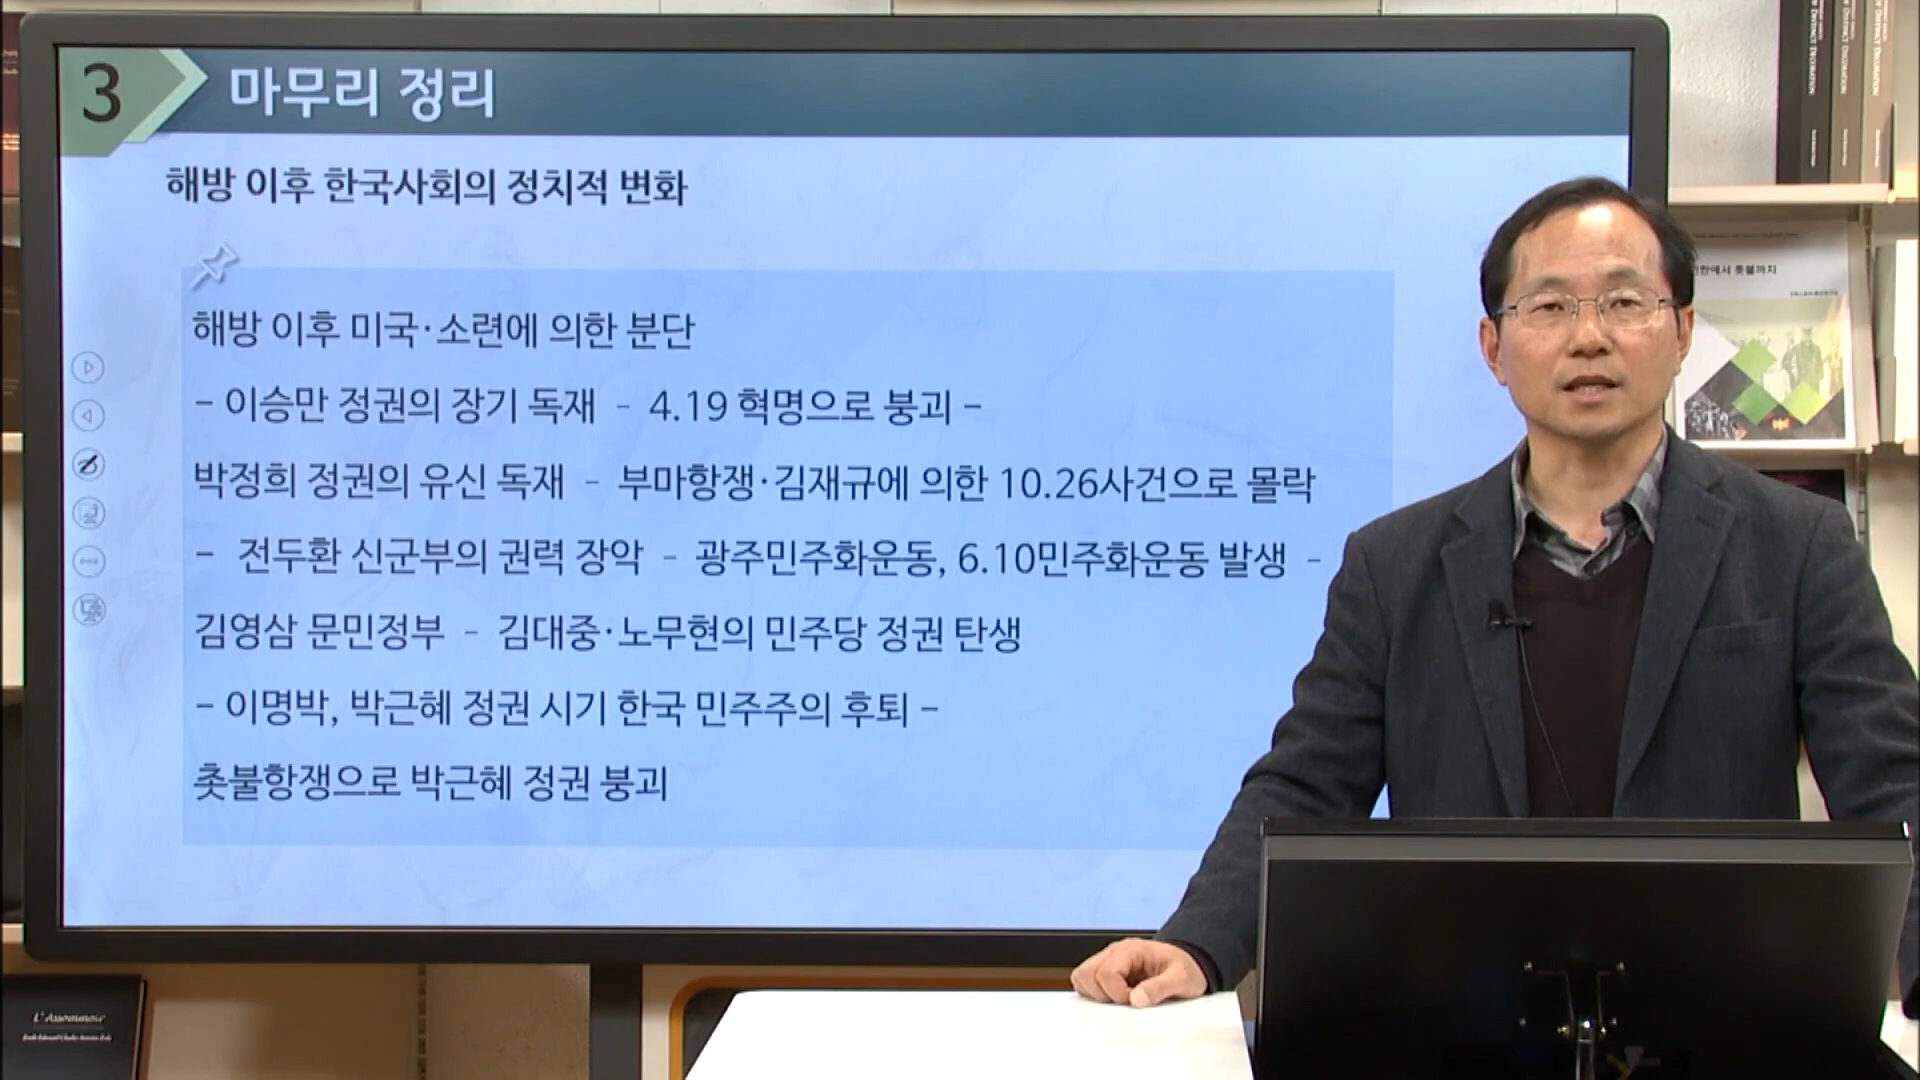 3
마무리 정리
해방 이후 한국사회의 정치적 변화
해방 이후 미국·소련에 의한 분단
– 이승만 정권의 장기 독재 – 4.19 혁명으로 붕괴 –
박정희 정권의 유신 독재 – 부마항쟁·김재규에 의한 10.26사건으로 몰락
– 전두환 신군부의 권력 장악 – 광주민주화운동, 6.10민주화운동 발생 –
김영삼 문민정부 – 김대중·노무현의 민주당 정권 탄생
– 이명박, 박근혜 정권 시기 한국 민주주의 후퇴 –
촛불항쟁으로 박근혜 정권 붕괴
촛불까지
L'Assommoir